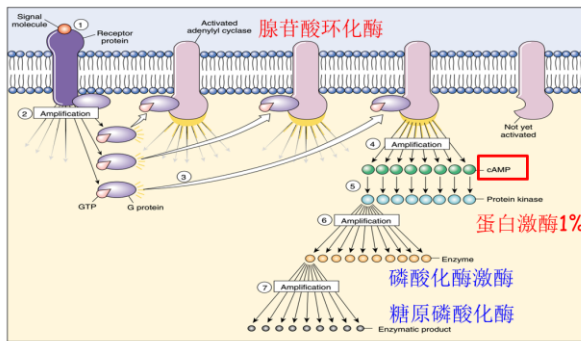 Signal
molecule
1
Receptor
protein
Activated
adenylyl cyclase
腺苷酸环化酶
2
Amplification
3
GTP
G protein
Not yet
activated
4
Amplification
cAMP
5
Protein kinase
蛋白激酶1%
6
Amplification
Enzyme
磷酸化酶激酶
7
Amplification
糖原磷酸化酶
Enzymatic product